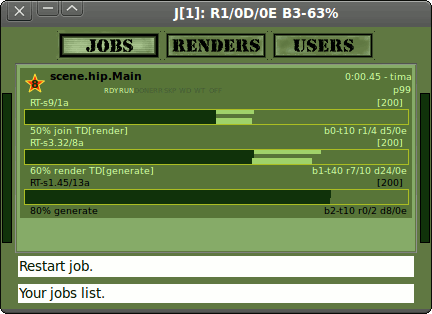 J[1]: R1/0D/0E B3-63%
JOBS RENDERS USERS
scene.hip.Main 0:00.45 - tima
RDY RUN p99
RT-s9/1a [200]
50% join TD[render] b0-t10 r1/4 d5/0e
RT-s3.32/8a [200]
60% render TD[generate] b1-t40 r7/10 d24/0e
RT-s1.45/13a [200]
80% generate b2-t10 r0/2 d8/0e
Restart job.
Your jobs list.